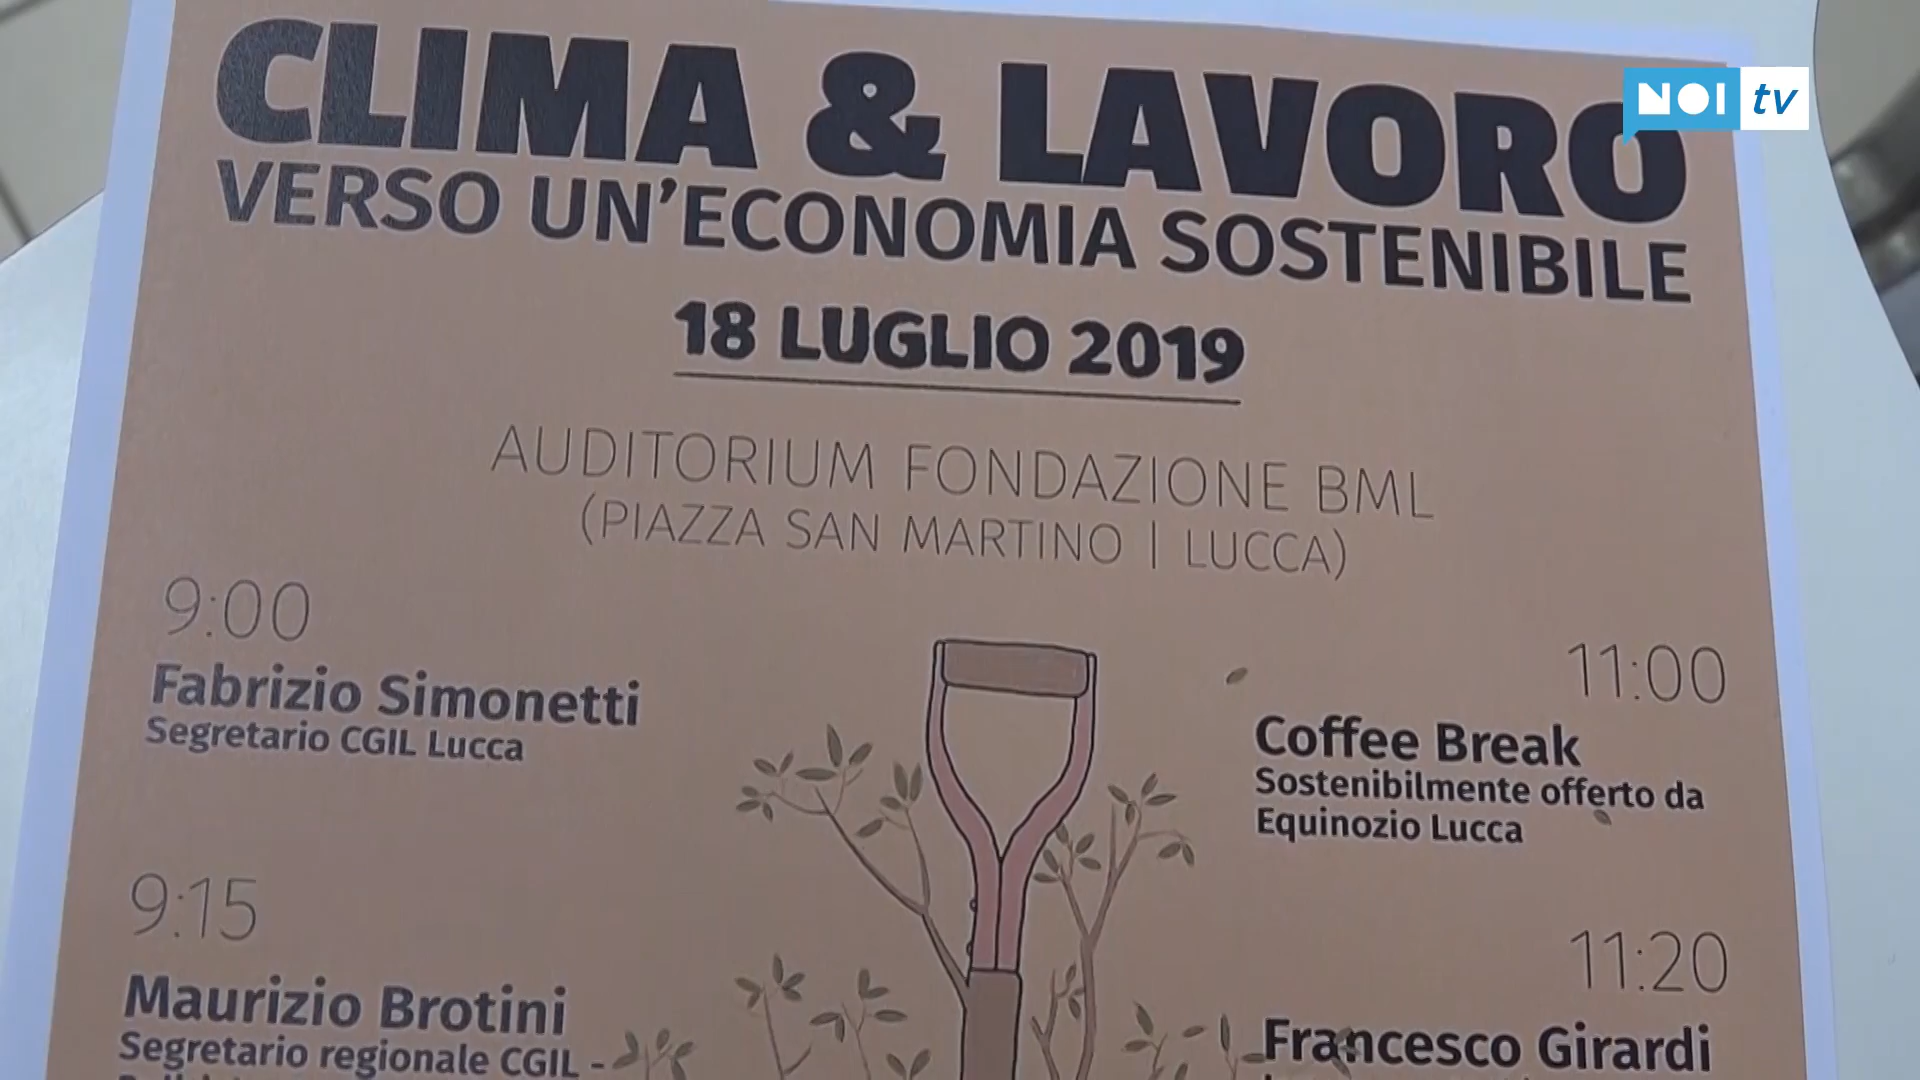 CLIMA & LAVORO
VERSO UN'ECONOMIA SOSTENIBILE
18 LUGLIO 2019
AUDITORIUM FONDAZIONE BML
(PIAZZA SAN MARTINO | LUCCA)
9:00
Fabrizio Simonetti
Segretario CGIL Lucca
9:15
Maurizio Brotini
Segretario regionale CGIL -
11:00
Coffee Break
Sostenibilmente offerto da
Equinozio Lucca
11:20
Francesco Girardi
NOI tv